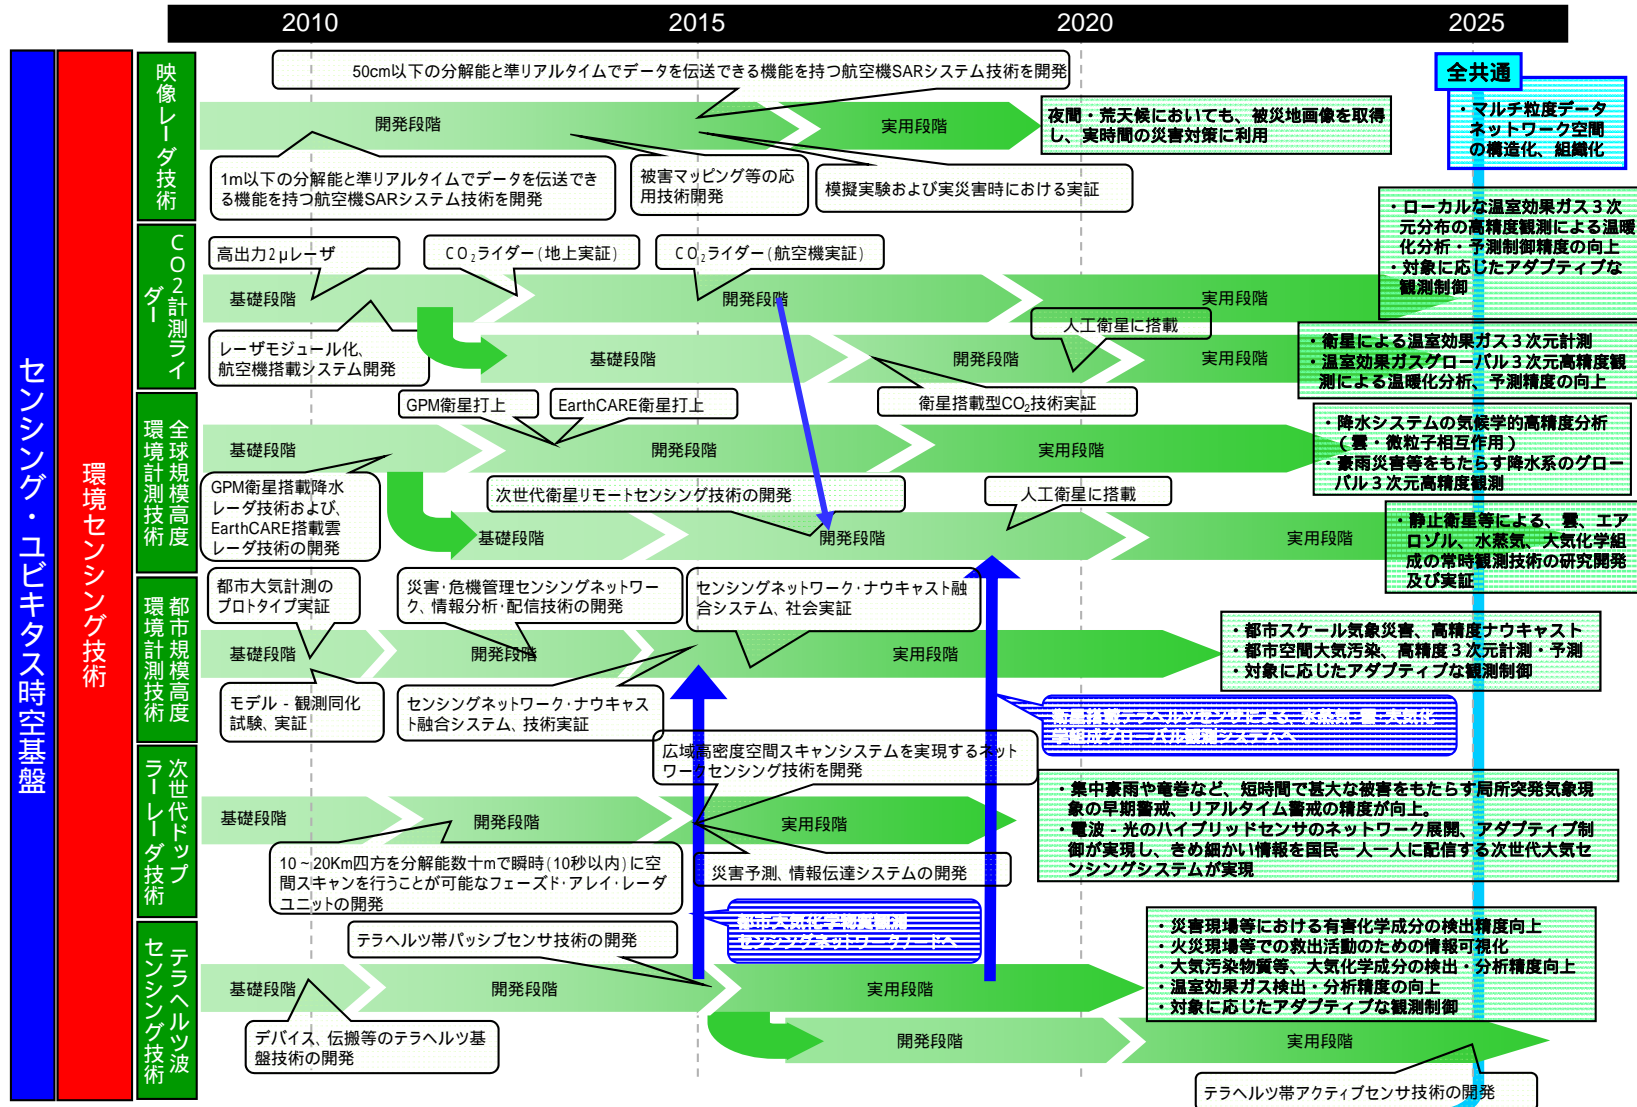 2010
2015
2020
2025
センシング・ユビキタス時空基盤
環境センシング技術
映像レーダ技術
50cm以下の分解能と準リアルタイムでデータを伝送できる機能を持つ航空機SARシステム技術を開発
開発段階
実用段階
夜間・荒天候においても、被災地画像を取得
し、実時間の災害対策に利用
全共通
・マルチ粒度データ
ネットワーク空間
の構造化、組織化
1m以下の分解能と準リアルタイムでデータを伝送でき
る機能を持つ航空機SARシステム技術を開発
被害マッピング等の応
用技術開発
模擬実験および実災害時における実証
CO2計測ライ
ダー
高出力2μレーザ
CO2ライダー(地上実証)
CO2ライダー(航空機実証)
・ローカルな温室効果ガス3次
元分布の高精度観測による温暖
化分析・予測制御精度の向上
・対象に応じたアダプティブな
観測制御
基礎段階
開発段階
実用段階
人工衛星に搭載
レーザモジュール化、
航空機搭載システム開発
基礎段階
開発段階
実用段階
・衛星による温室効果ガス3次元計測
・温室効果ガスグローバル3次元高精度観
測による温暖化分析、予測精度の向上
衛星搭載型CO2技術実証
全球規模高度
環境計測技術
GPM衛星打上
EarthCARE衛星打上
基礎段階
開発段階
実用段階
・降水システムの気候学的高精度分析
(雲・微粒子相互作用)
・豪雨災害等をもたらす降水系のグロー
バル3次元高精度観測
GPM衛星搭載降水
レーダ技術および、
EarthCARE搭載雲
レーダ技術の開発
次世代衛星リモートセンシング技術の開発
人工衛星に搭載
基礎段階
開発段階
実用段階
・静止衛星等による、雲、エア
ロゾル、水蒸気、大気化学組
成の常時観測技術の研究開発
及び実証
都市規模高度
環境計測技術
都市大気計測の
プロトタイプ実証
災害・危機管理センシングネットワー
ク、情報分析・配信技術の開発
センシングネットワーク・ナウキャスト融
合システム、社会実証
基礎段階
開発段階
実用段階
・都市スケール気象災害、高精度ナウキャスト
・都市空間大気汚染、高精度3次元計測・予測
・対象に応じたアダプティブな観測制御
モデル-観測同化
試験、実証
センシングネットワーク・ナウキャス
ト融合システム、技術実証
衛星搭載テラヘルツセンサによる、水蒸気・雲・大気化
学組成グローバル観測システムへ
次世代ドップ
ラーレーダ技術
広域高密度空間スキャンシステムを実現するネット
ワークセンシング技術を開発
基礎段階
開発段階
実用段階
・集中豪雨や竜巻など、短時間で甚大な被害をもたらす局所突発気象現
象の早期警戒、リアルタイム警戒の精度が向上。
・電波-光のハイブリッドセンサのネットワーク展開、アダプティブ制
御が実現し、きめ細かい情報を国民一人一人に配信する次世代大気セ
ンシングシステムが実現
10~20Km四方を分解能数十mで瞬時(10秒以内)に空
間スキャンを行うことが可能なフェーズド・アレイ・レーダ
ユニットの開発
災害予測、情報伝達システムの開発
都市大気化学物質観測
センシングネットワークノードへ
テラヘルツ波
センシング技術
テラヘルツ帯パッシブセンサ技術の開発
基礎段階
開発段階
実用段階
・災害現場等における有害化学成分の検出精度向上
・火災現場等での救出活動のための情報可視化
・大気汚染物質等、大気化学成分の検出・分析精度向上
・温室効果ガス検出・分析精度の向上
・対象に応じたアダプティブな観測制御
デバイス、伝搬等のテラヘルツ基
盤技術の開発
開発段階
実用段階
テラヘルツ帯アクティブセンサ技術の開発